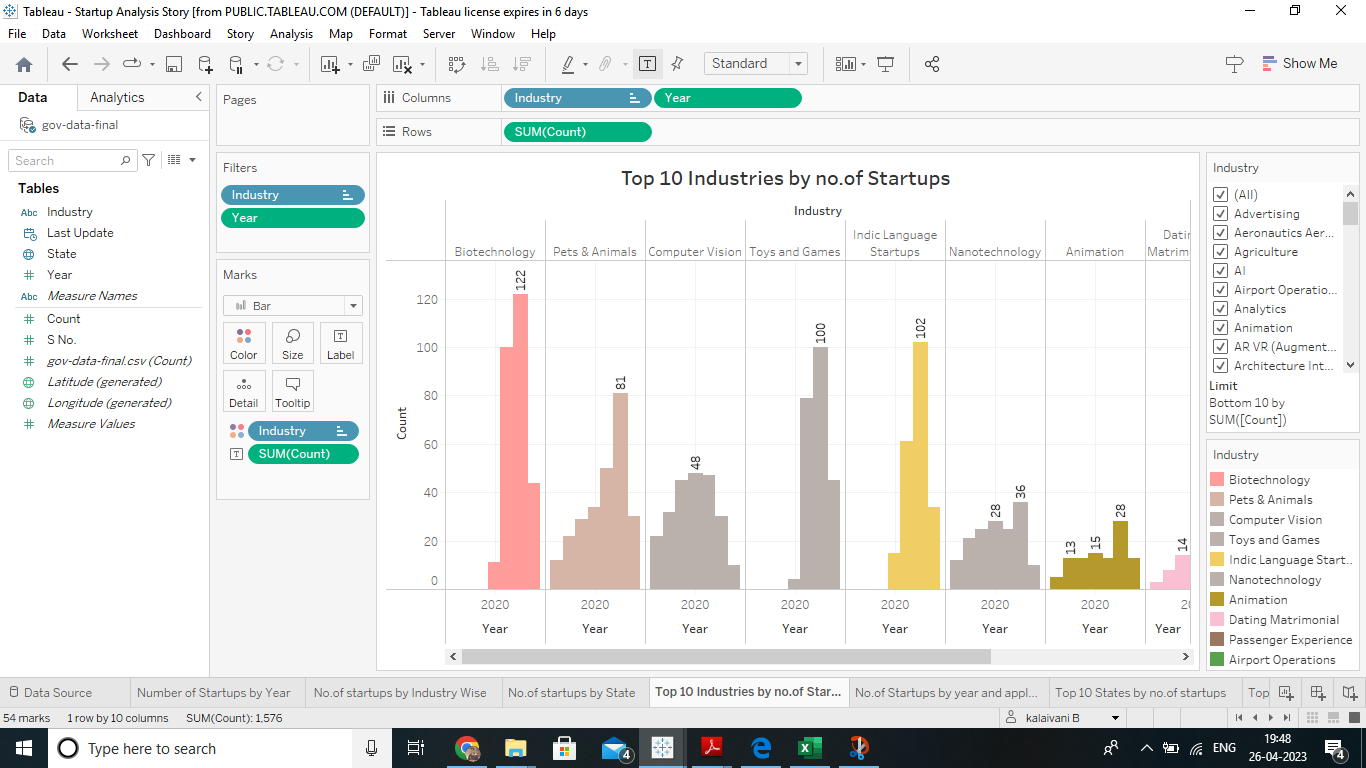 Tableau - Startup Analysis Story [from PUBLIC.TABLEAU.COM (DEFAULT)] - Tableau license expires in 6 days
File Data Worksheet Dashboard Story Analysis Map Format Server Window Help
Standard
Show Me
Data Analytics
gov-data-final
Search
Tables
Abc Industry
Last Update
State
Year
Abc Measure Names
Count
S No.
gov-data-final.csv (Count)
Latitude (generated)
Longitude (generated)
Measure Values
Pages
Filters
Industry
Year
Marks
Bar
Color Size Label
Detail Tooltip
Industry
SUM(Count)
Columns Industry Year
Rows SUM(Count)
Top 10 Industries by no.of Startups
Industry
Biotechnology Pets & Animals Computer Vision Toys and Games Indic Language Startups Nanotechnology Animation
Count
120
100
80
60
40
20
0
122
81
48
100
102
28
36
13
15
28
14
2020 2020 2020 2020 2020 2020 2020
Year Year Year Year Year Year Year Year
Industry
(All)
Advertising
Aeronautics Aer...
Agriculture
AI
Airport Operatio...
Analytics
Animation
AR VR (Augment...
Architecture Int...
Limit
Bottom 10 by
SUM([Count])
Industry
Biotechnology
Pets & Animals
Computer Vision
Toys and Games
Indic Language Start..
Nanotechnology
Animation
Dating Matrimonial
Passenger Experience
Airport Operations
Data Source Number of Startups by Year No.of startups by Industry Wise No.of startups by State Top 10 Industries by no.of Star... No.of Startups by year and appl... Top 10 States by no.of startups Top
54 marks 1 row by 10 columns SUM(Count): 1,576 kalaivani B
Type here to search
4
ENG
19:48
26-04-2023
4